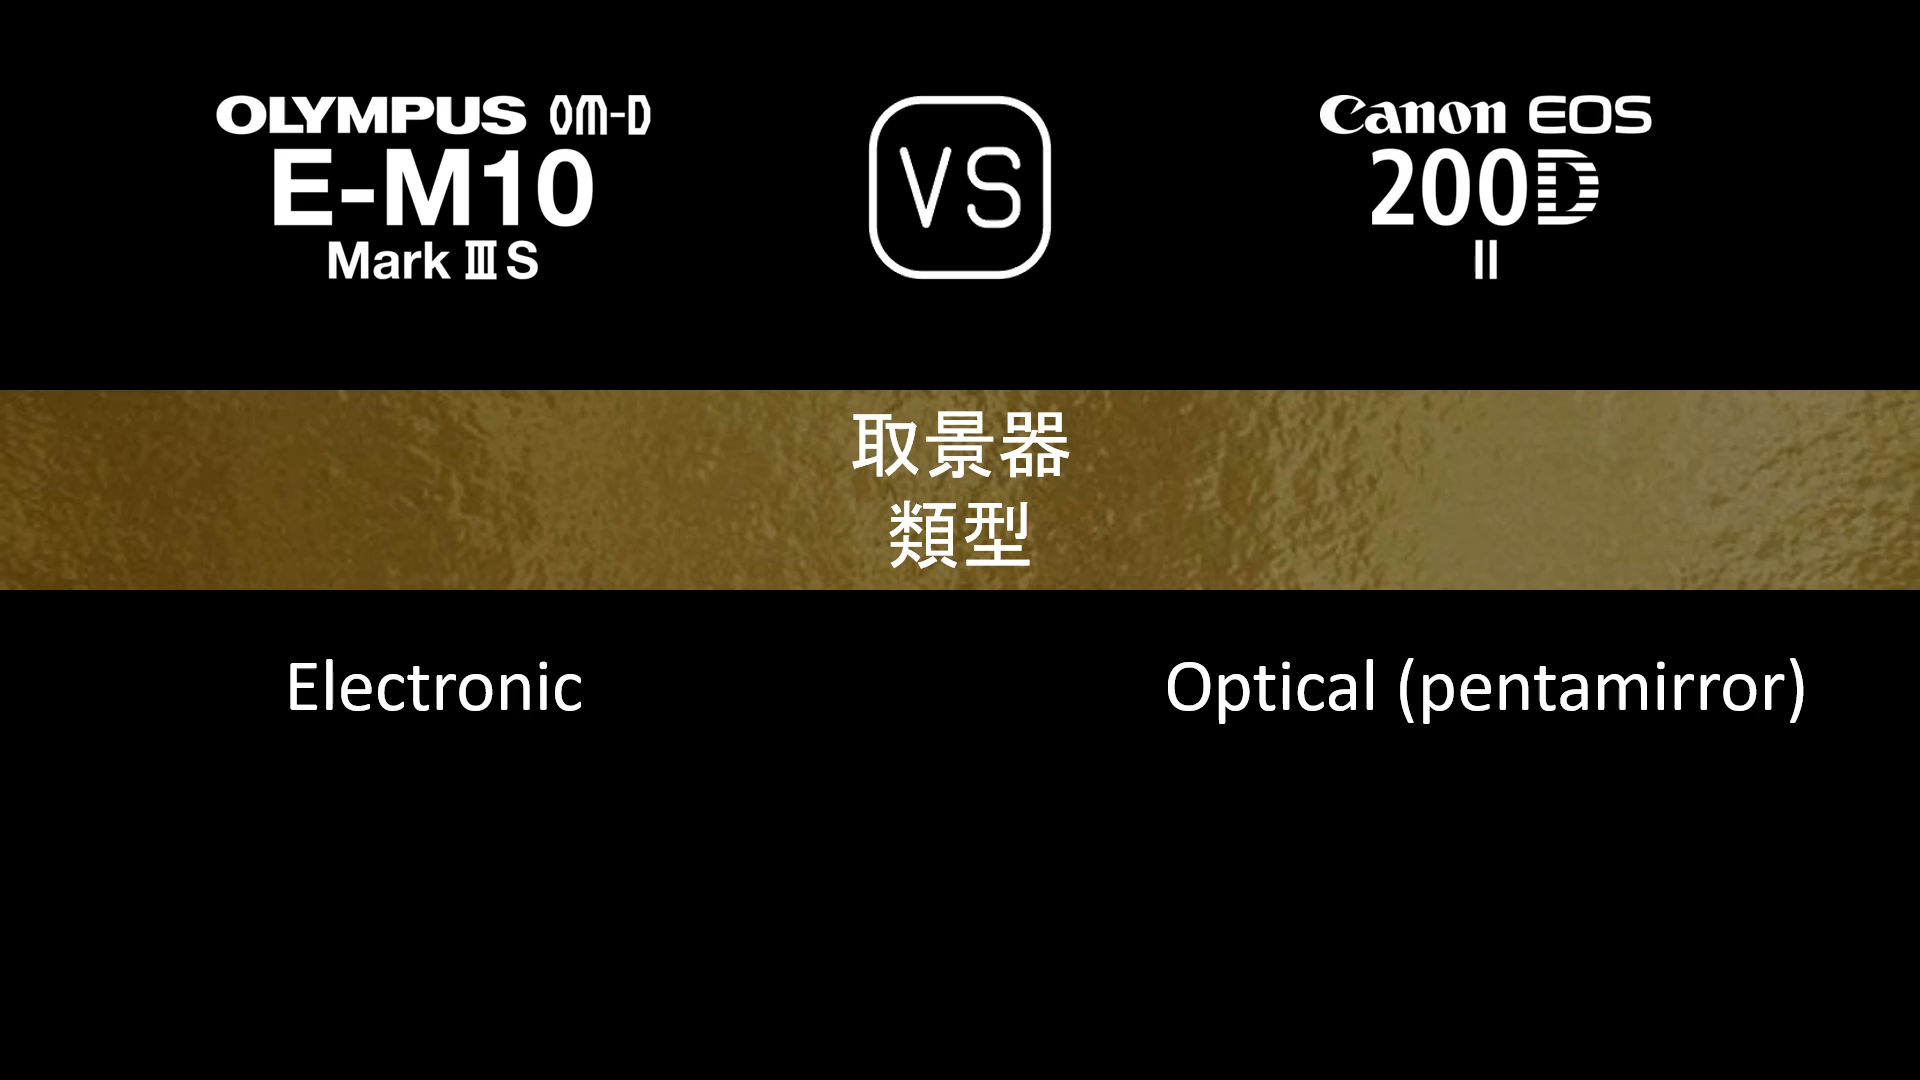 OLYMPUS OM-D
E-M10
Mark III S
VS
Canon EOS
200D
II
取景器
類型
Electronic
Optical (pentamirror)